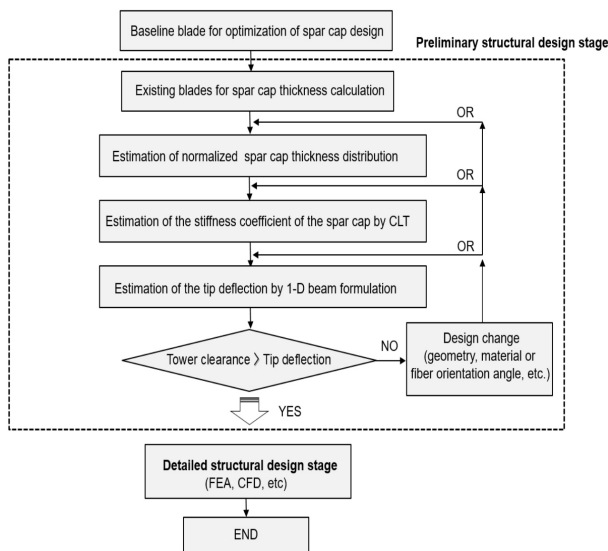 Baseline blade for optimization of spar cap design
Preliminary structural design stage
Existing blades for spar cap thickness calculation
OR
Estimation of normalized spar cap thickness distribution
OR
Estimation of the stiffness coefficient of the spar cap by CLT
OR
Estimation of the tip deflection by 1-D beam formulation
Tower clearance 〉 Tip deflection
NO
Design change
(geometry, material or
fiber orientation angle, etc.)
YES
Detailed structural design stage
(FEA, CFD, etc)
END